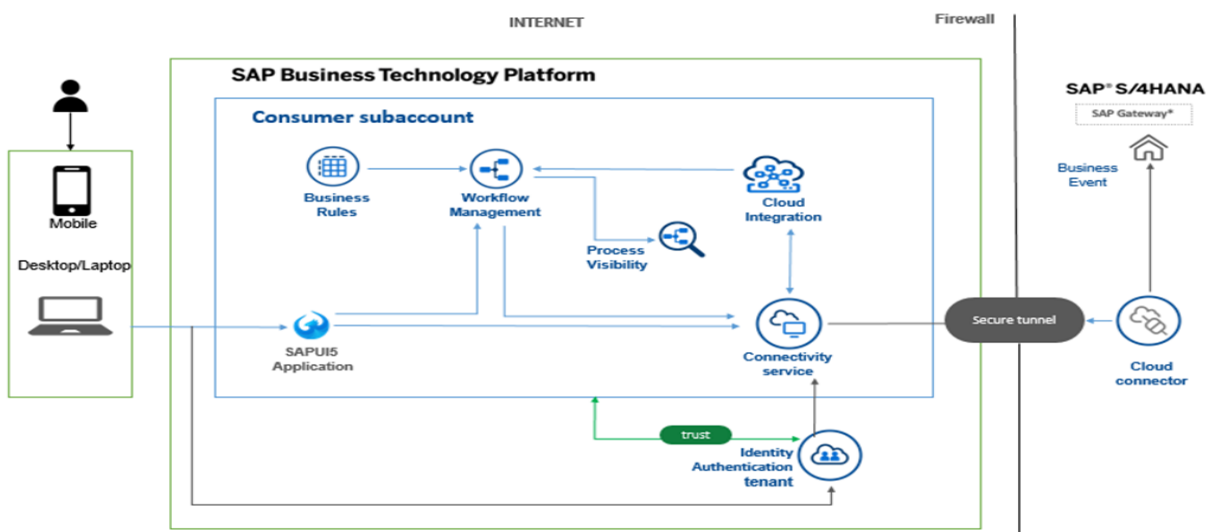 INTERNET
Firewall
SAP Business Technology Platform
SAP® S/4HANA
SAP Gateway*
Consumer subaccount
Business
Event
Business
Rules
Workflow
Management
Cloud
Integration
Mobile
Process
Visibility
Desktop/Laptop
Secure tunnel
SAPUI5
Application
Connectivity
service
Cloud
connector
trust
Identity
Authentication
tenant